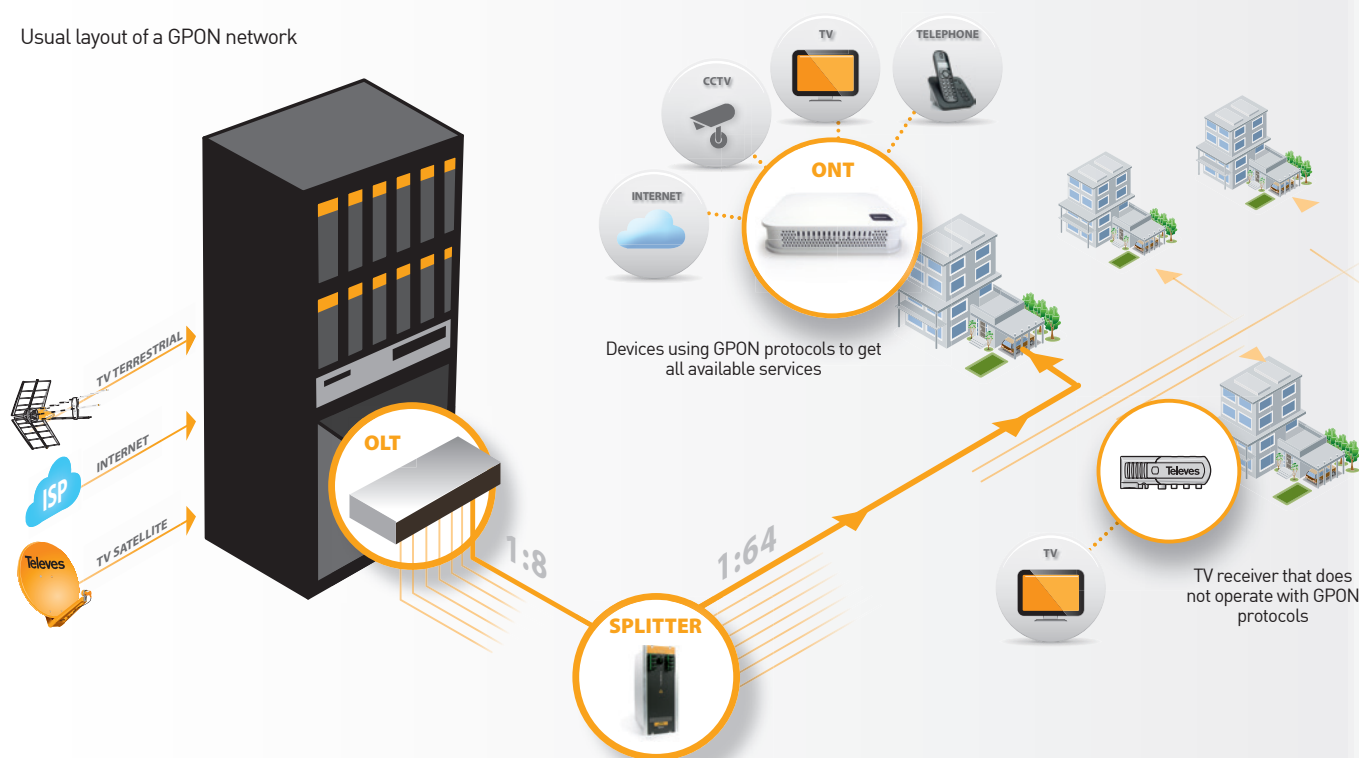 Usual layout of a GPON network
TV
TELEPHONE
CCTV
ONT
INTERNET
Devices using GPON protocols to get
all available services
TV TERRESTRIAL
INTERNET
ISP
TV SATELLITE
Televes
OLT
1:8
1:64
SPLITTER
Televes
TV
TV receiver that does
not operate with GPON
protocols